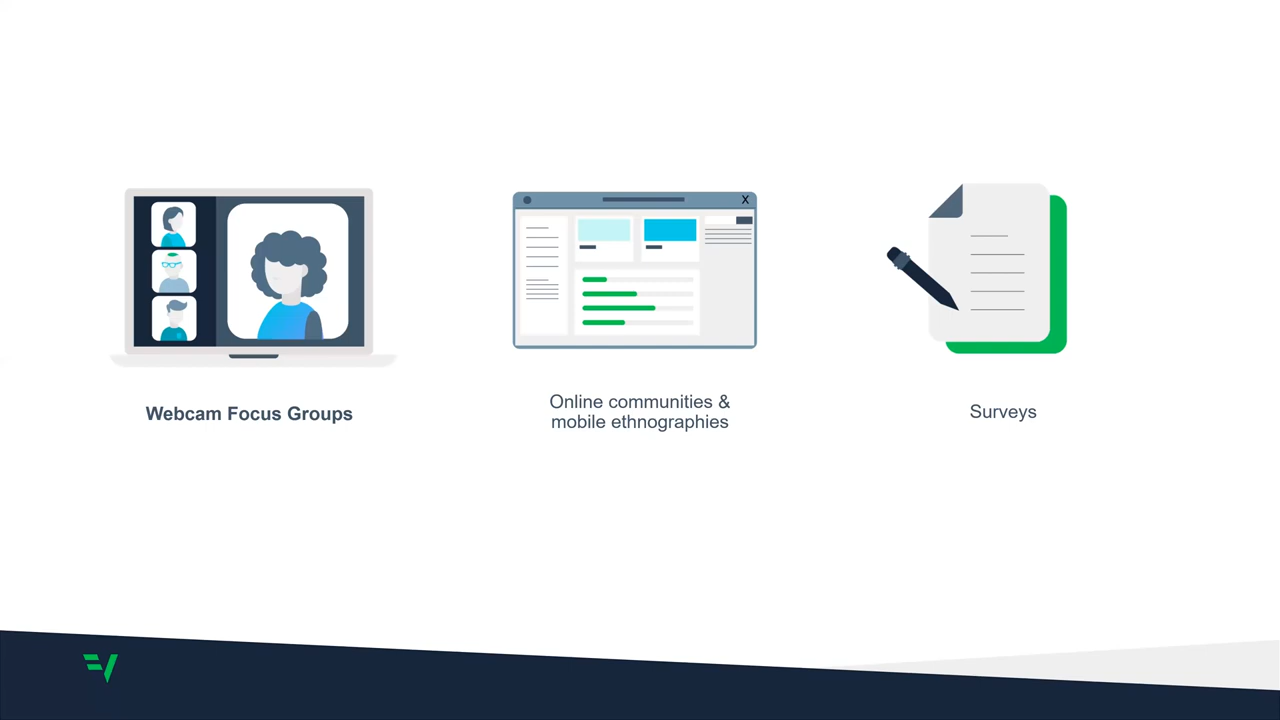 X
Webcam Focus Groups
Online communities &
mobile ethnographies
Surveys